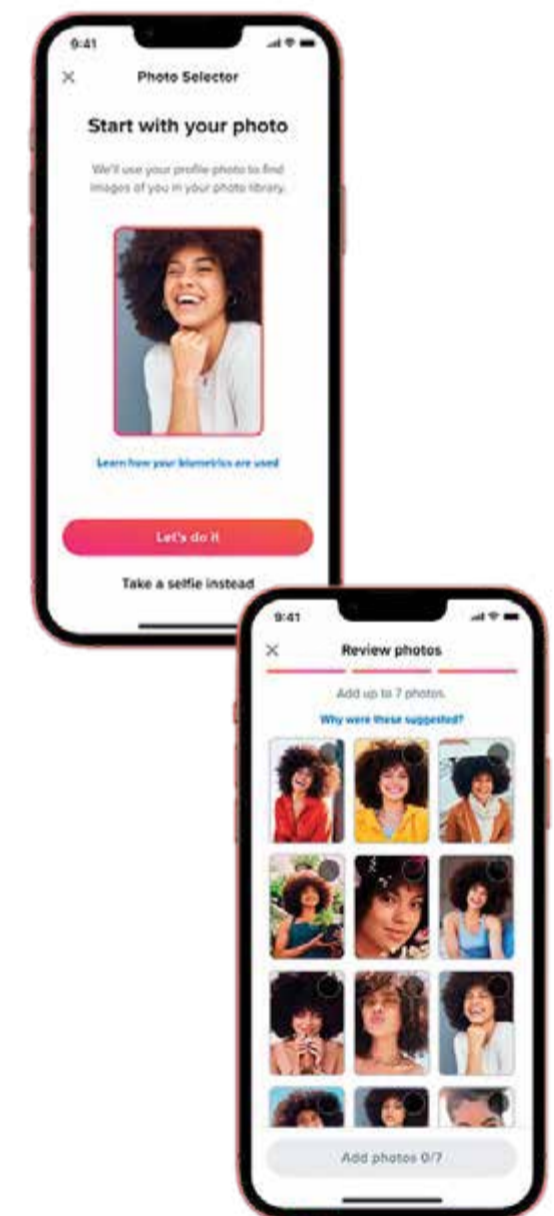 9:41
Photo Selector
Start with your photo
We'll use your profile photo to find
images of you in your photo library.
Learn how your biometrics are used
Let's do it
Take a selfie instead
9:41
Review photos
Add up to 7 photos
Why were these suggested?
Add photos 0/7